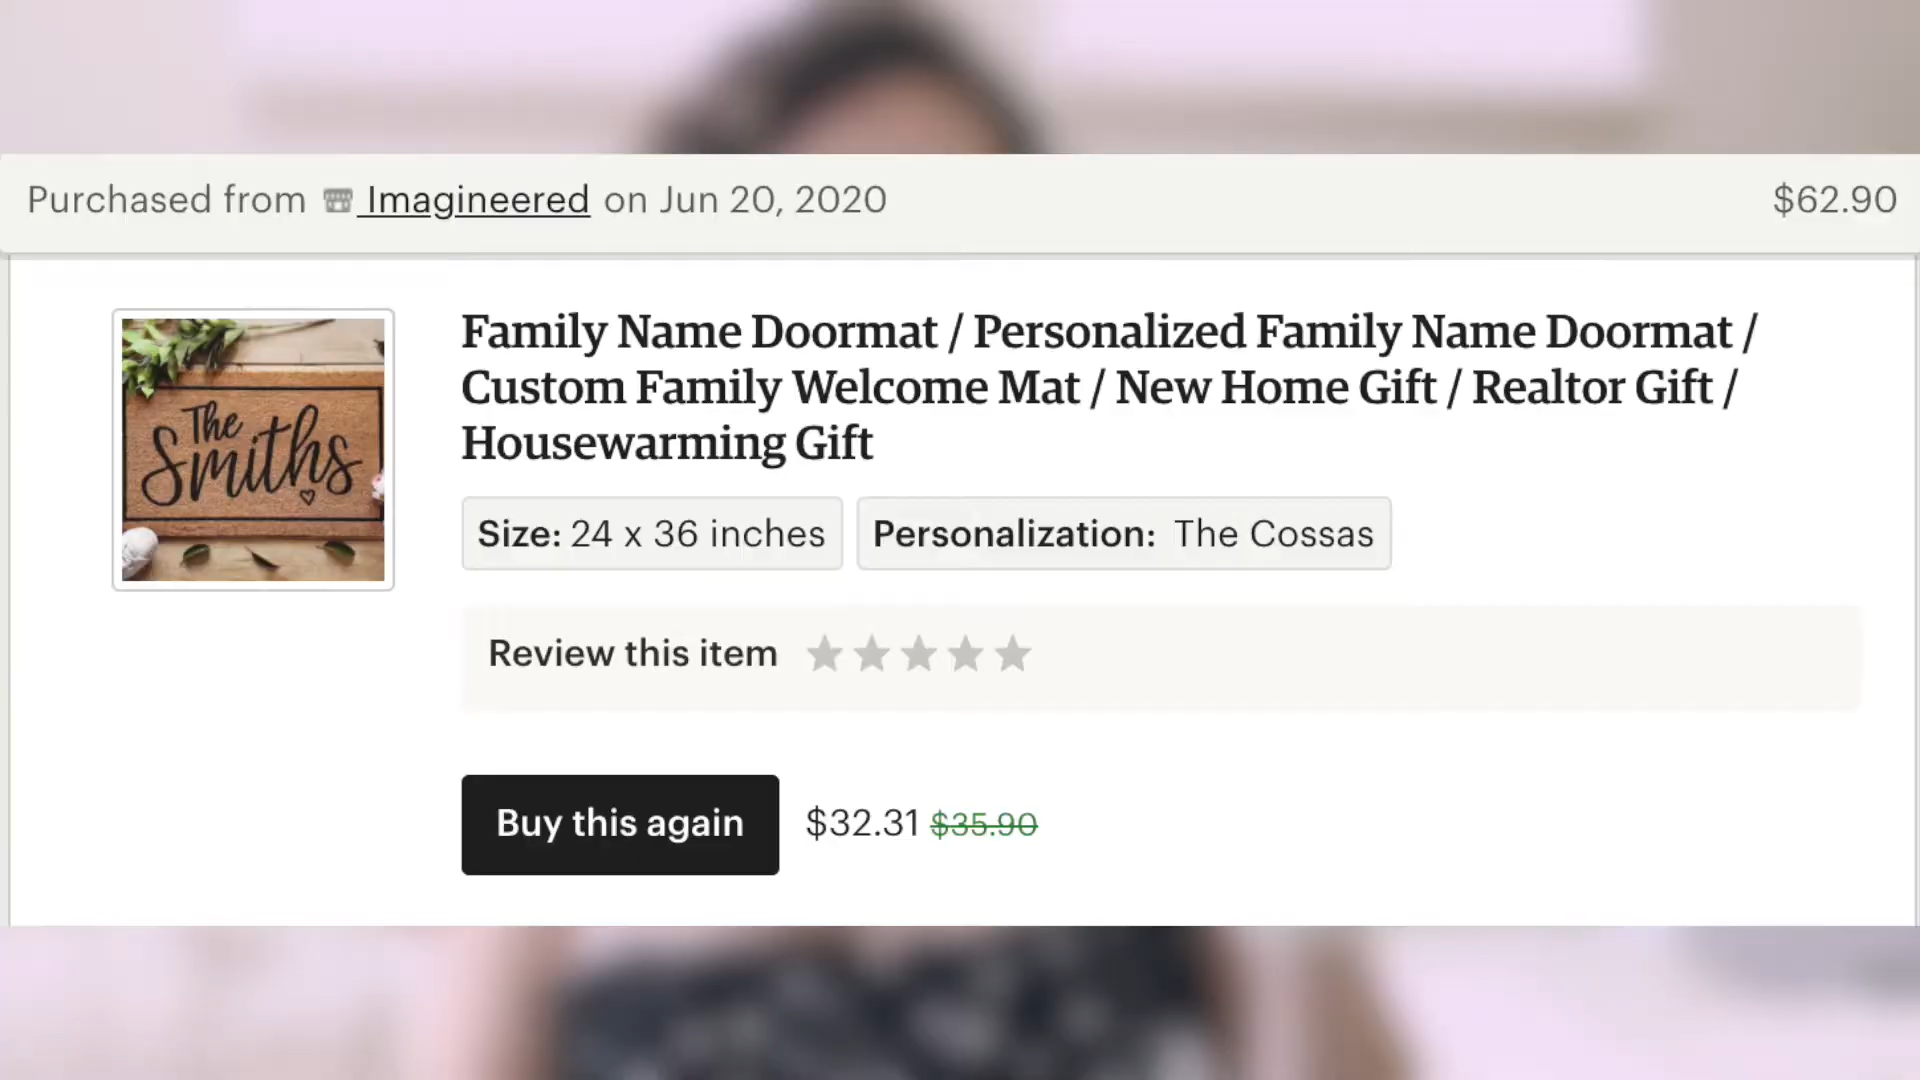 Purchased from Imagineered on Jun 20, 2020
$62.90
The
Smiths
Family Name Doormat / Personalized Family Name Doormat /
Custom Family Welcome Mat / New Home Gift / Realtor Gift /
Housewarming Gift
Size: 24 x 36 inches
Personalization: The Cossas
Review this item
Buy this again
$32.31 $35.90